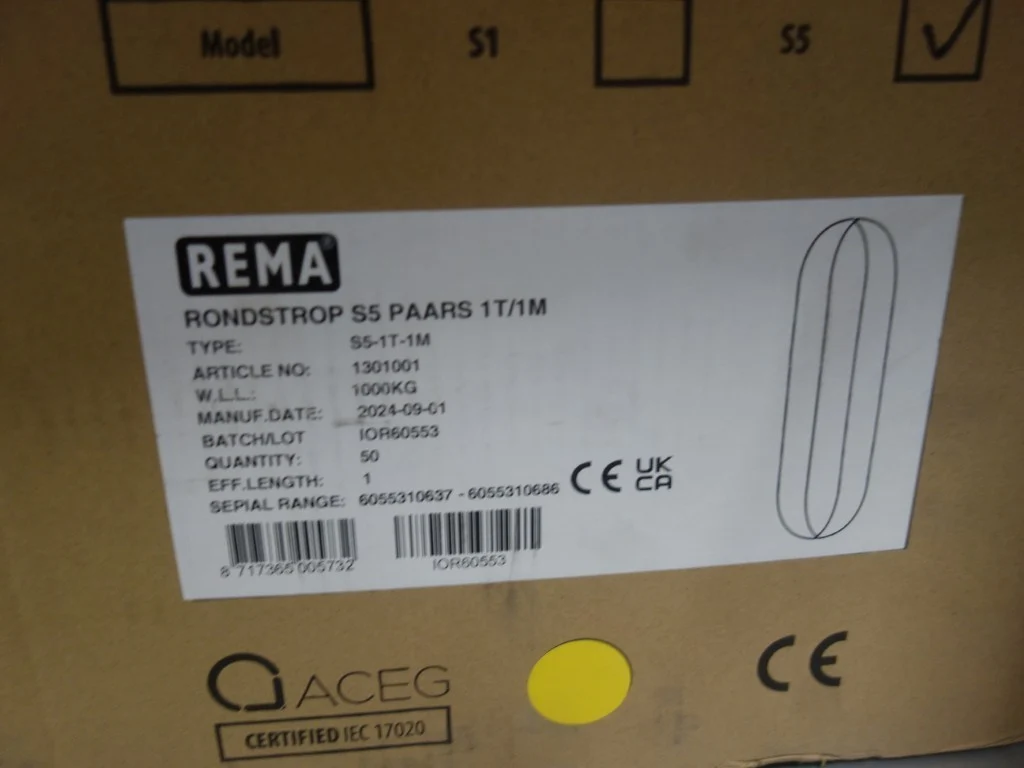 Model S1 S5
REMA®
RONDSTROP S5 PAARS 1T/1M
TYPE: S5-1T-1M
ARTICLE NO: 1301001
W.L.L.: 1000KG
MANUF.DATE: 2024-09-01
BATCH/LOT IOR60553
QUANTITY: 50
EFF.LENGTH: 1
SERIAL RANGE: 6055310637 - 6055310686
CE UK
CA
8 717365 005732 IOR60553
ACEG
CERTIFIED IEC 17020
CE